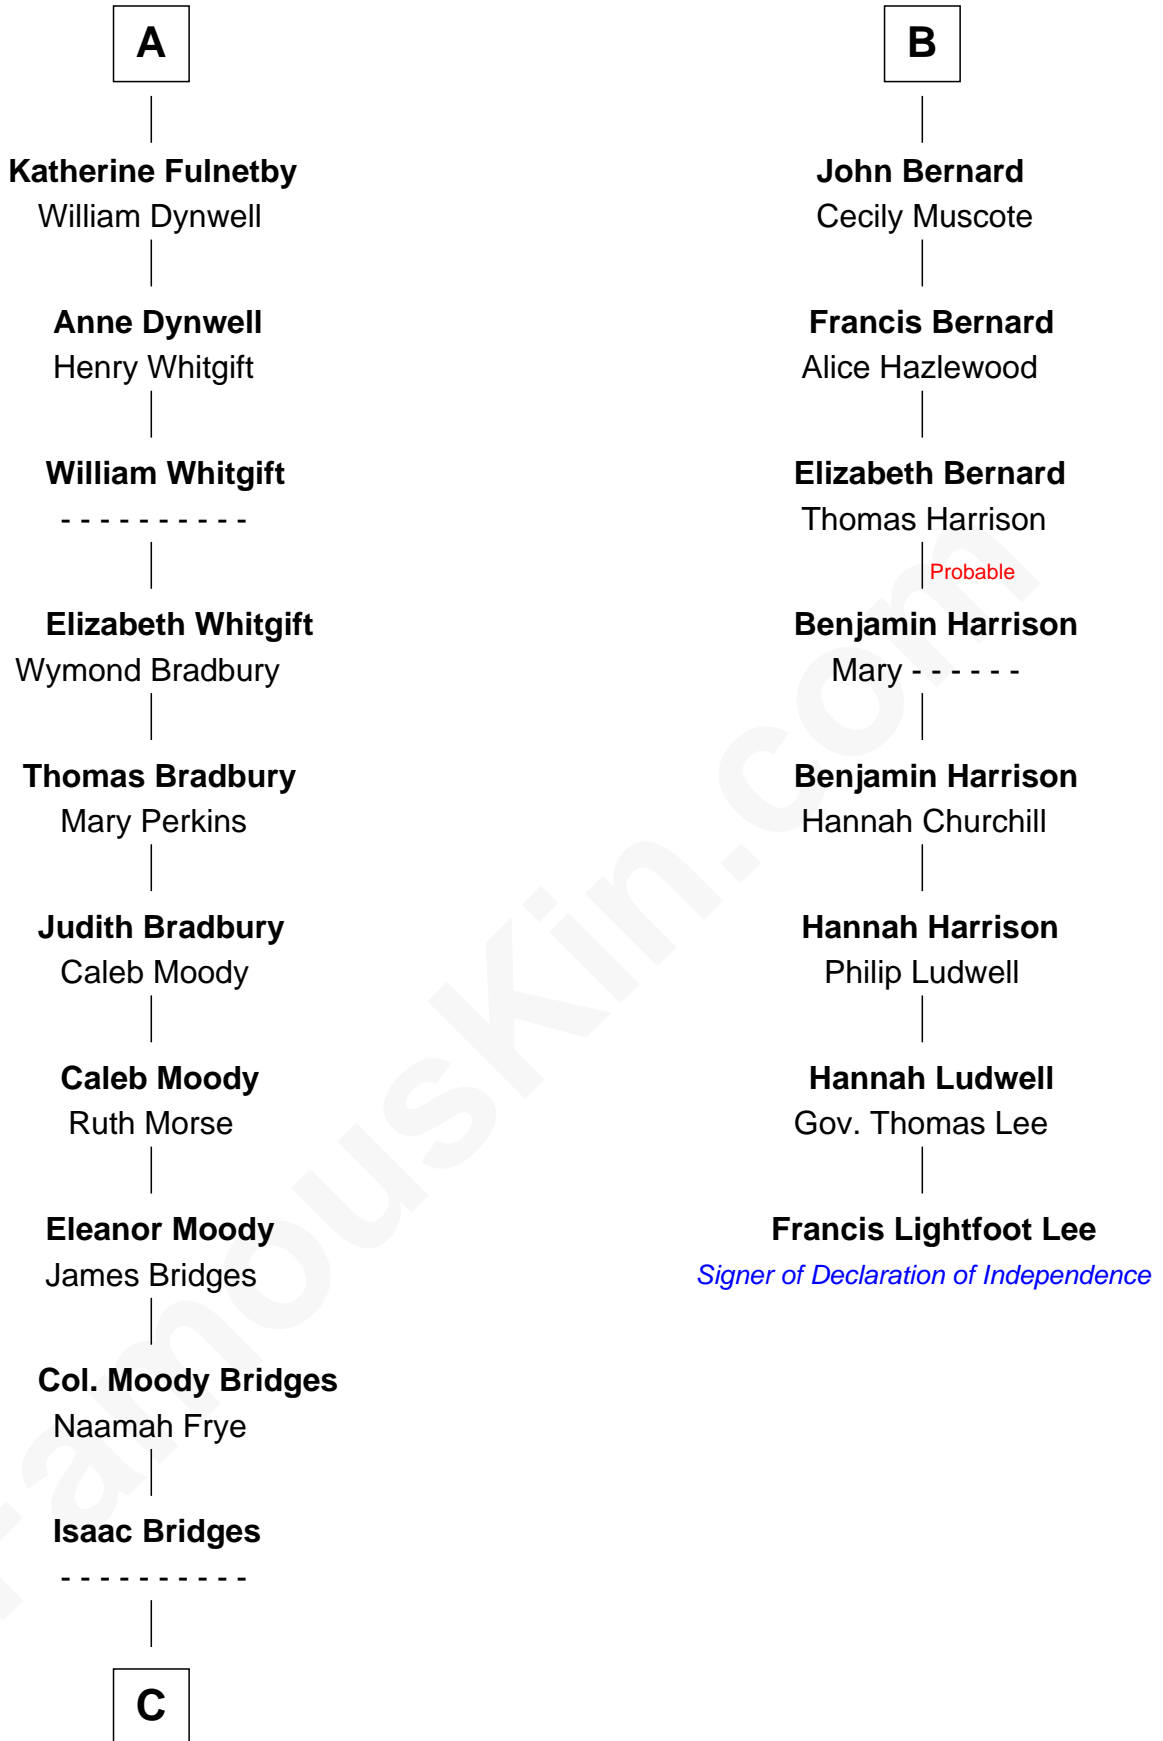 A
Katherine Fulnetby
William Dynwell
Anne Dynwell
Henry Whitgift
William Whitgift
- - - - - - - - - -
Elizabeth Whitgift
Wymond Bradbury
Thomas Bradbury
Mary Perkins
Judith Bradbury
Caleb Moody
Caleb Moody
Ruth Morse
Eleanor Moody
James Bridges
Col. Moody Bridges
Naamah Frye
Isaac Bridges
- - - - - - - - - -
C
B
John Bernard
Cecily Muscote
Francis Bernard
Alice Hazlewood
Elizabeth Bernard
Thomas Harrison
Probable
Benjamin Harrison
Mary - - - - - -
Benjamin Harrison
Hannah Churchill
Hannah Harrison
Philip Ludwell
Hannah Ludwell
Gov. Thomas Lee
Francis Lightfoot Lee
Signer of Declaration of Independence
FamousKin.com